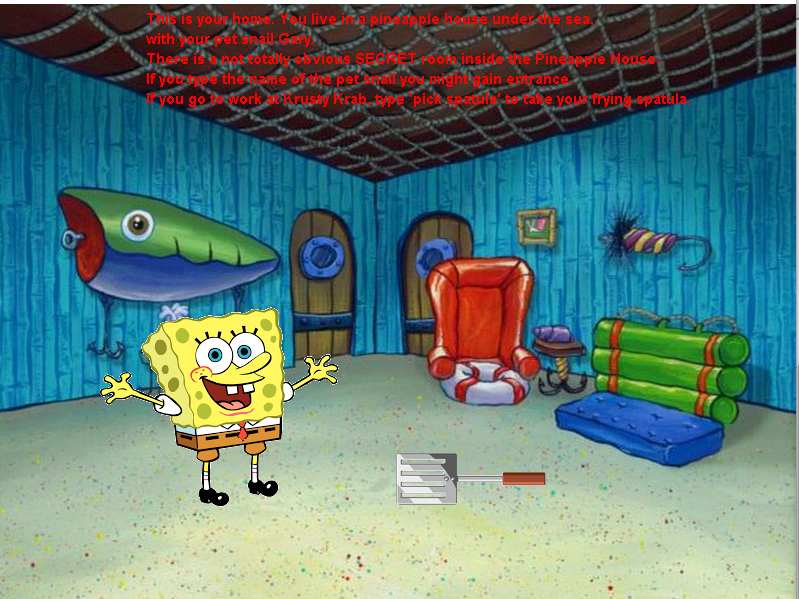 This is your home. You live in a pineapple house under the sea,
with your pet snail Gary.
There is a not totally obvious SECRET room inside the Pineapple House.
If you type the name of the pet snail you might gain entrance.
If you go to work at Krusty Krab, type 'pick spatula' to take your frying spatula.